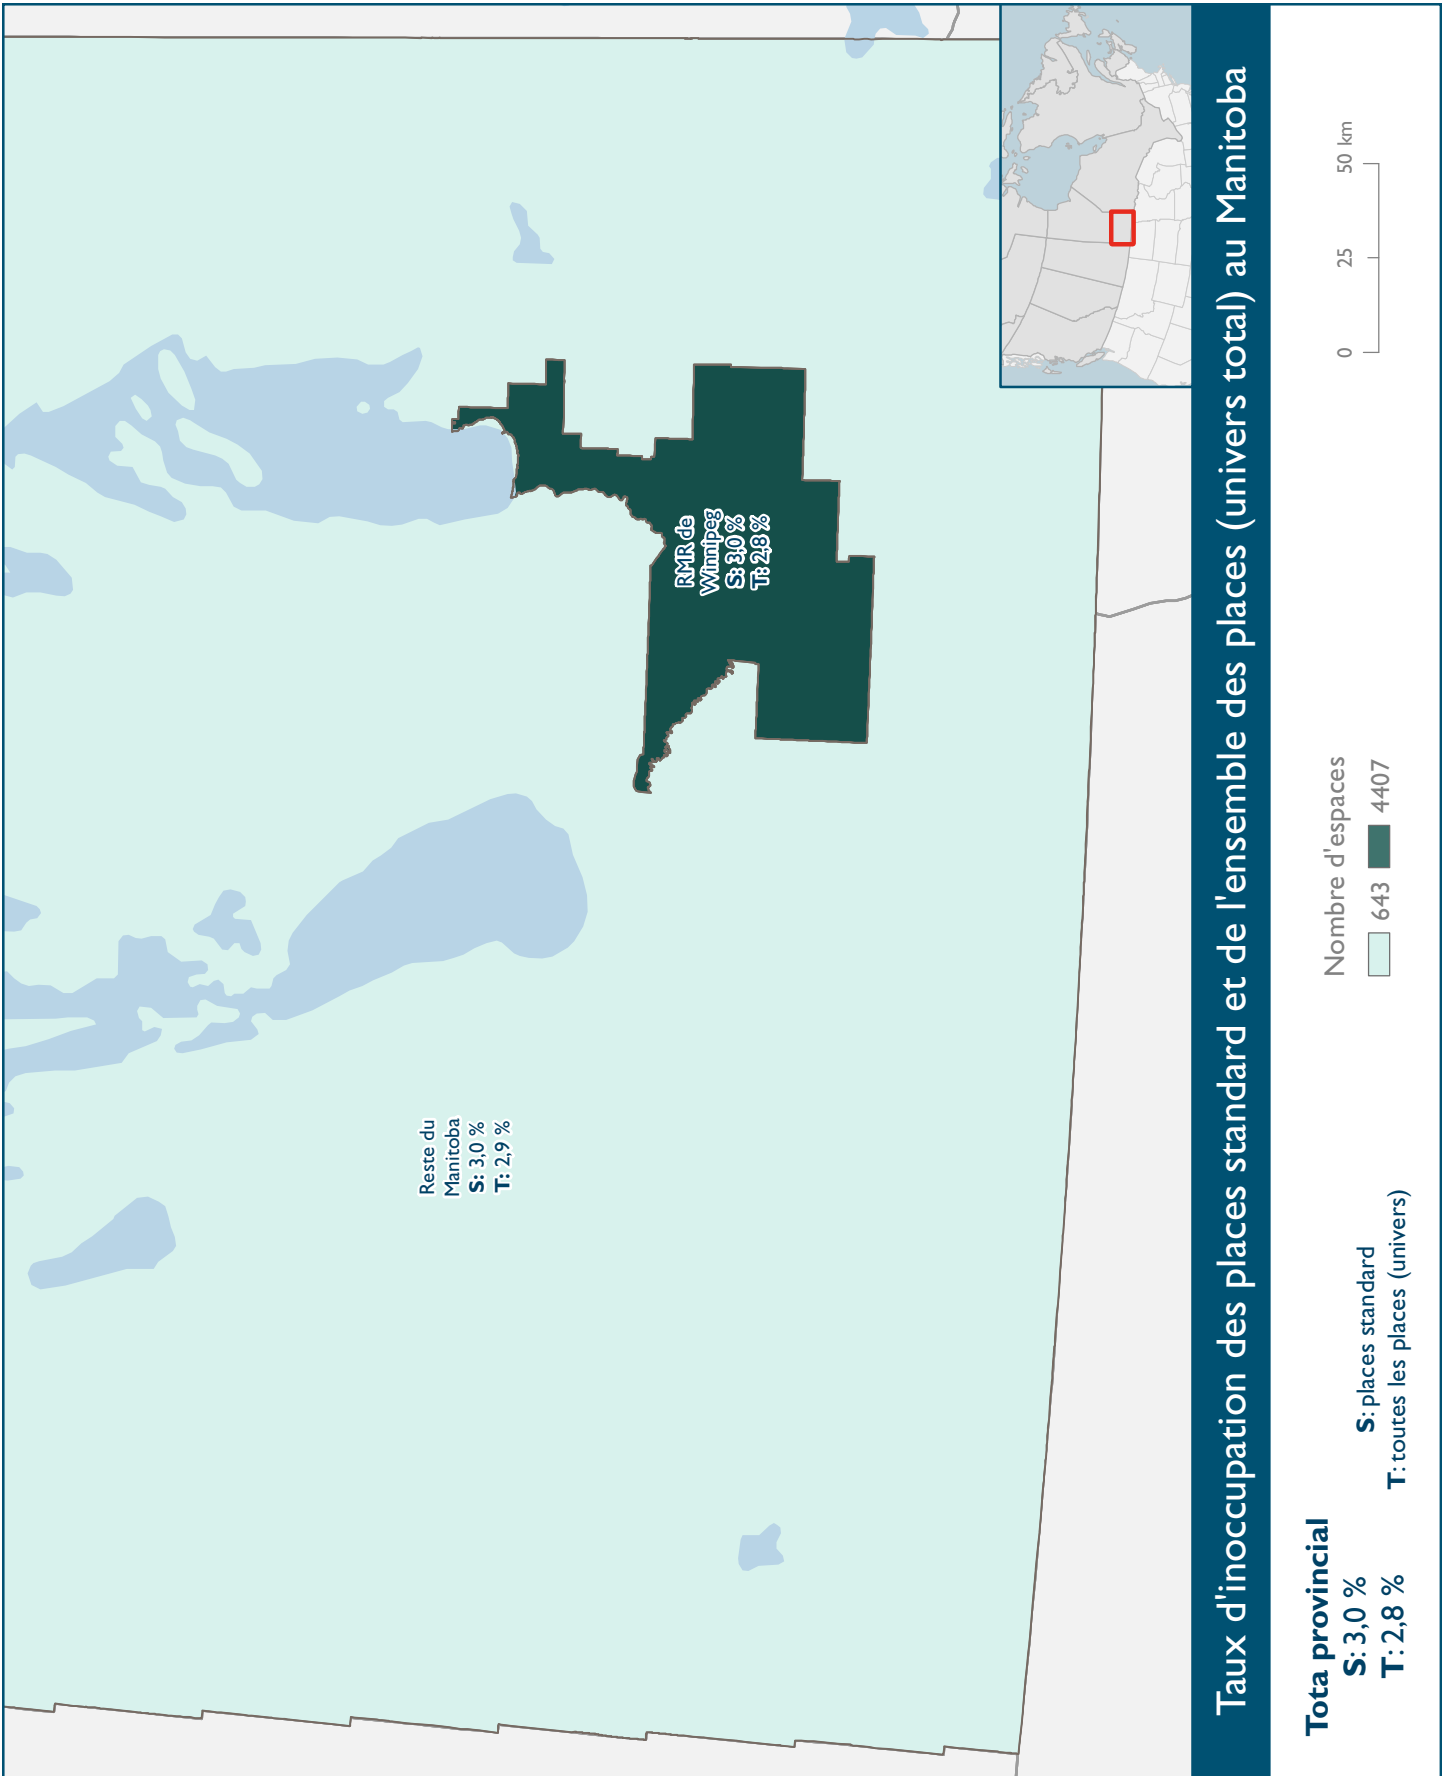 RMR de
Winnipeg
S: 3,0 %
T: 2,8 %
Reste du
Manitoba
S: 3,0 %
T: 2,9 %
Taux d'inoccupation des places standard et de l'ensemble des places (univers total) au Manitoba
Tota provincial
S: 3,0 %
T: 2,8 %
S: places standard
T: toutes les places (univers)
Nombre d'espaces
643 4407
0 25 50 km